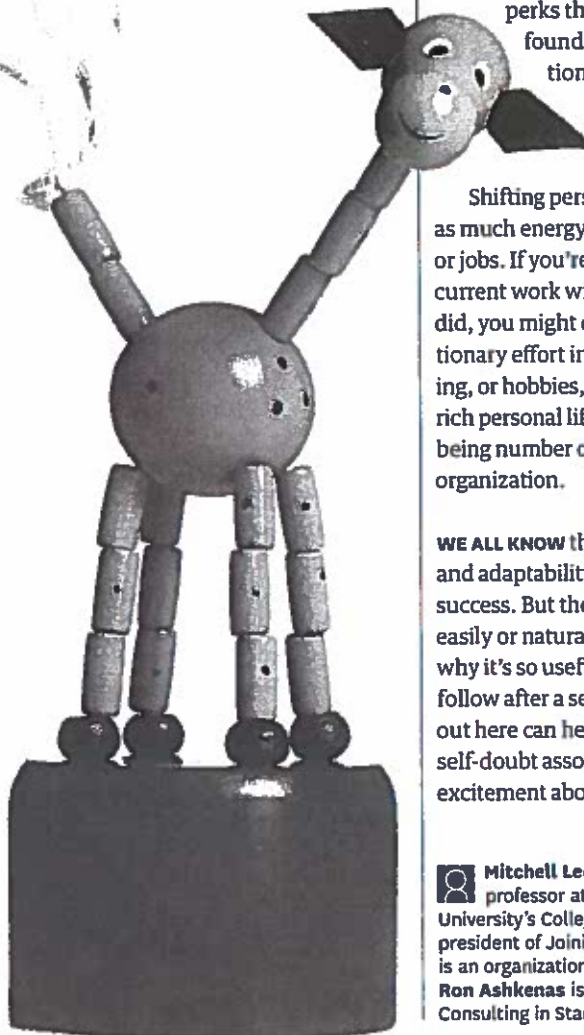 perks th
found
tion
Shifting pers
as much energy
or jobs. If you're
current work wi
did, you might
tionary effort in
ing, or hobbies,
rich personal lif
being number o
organization.
WE ALL KNOW th
and adaptabilit
success. But the
easily or natura
why it's so usef
follow after a se
out here can he
self-doubt asso
excitement abo
Mitchell Le
professor at
University's Colle
president of Joini
is an organization
Ron Ashkenas is
Consulting in Sta